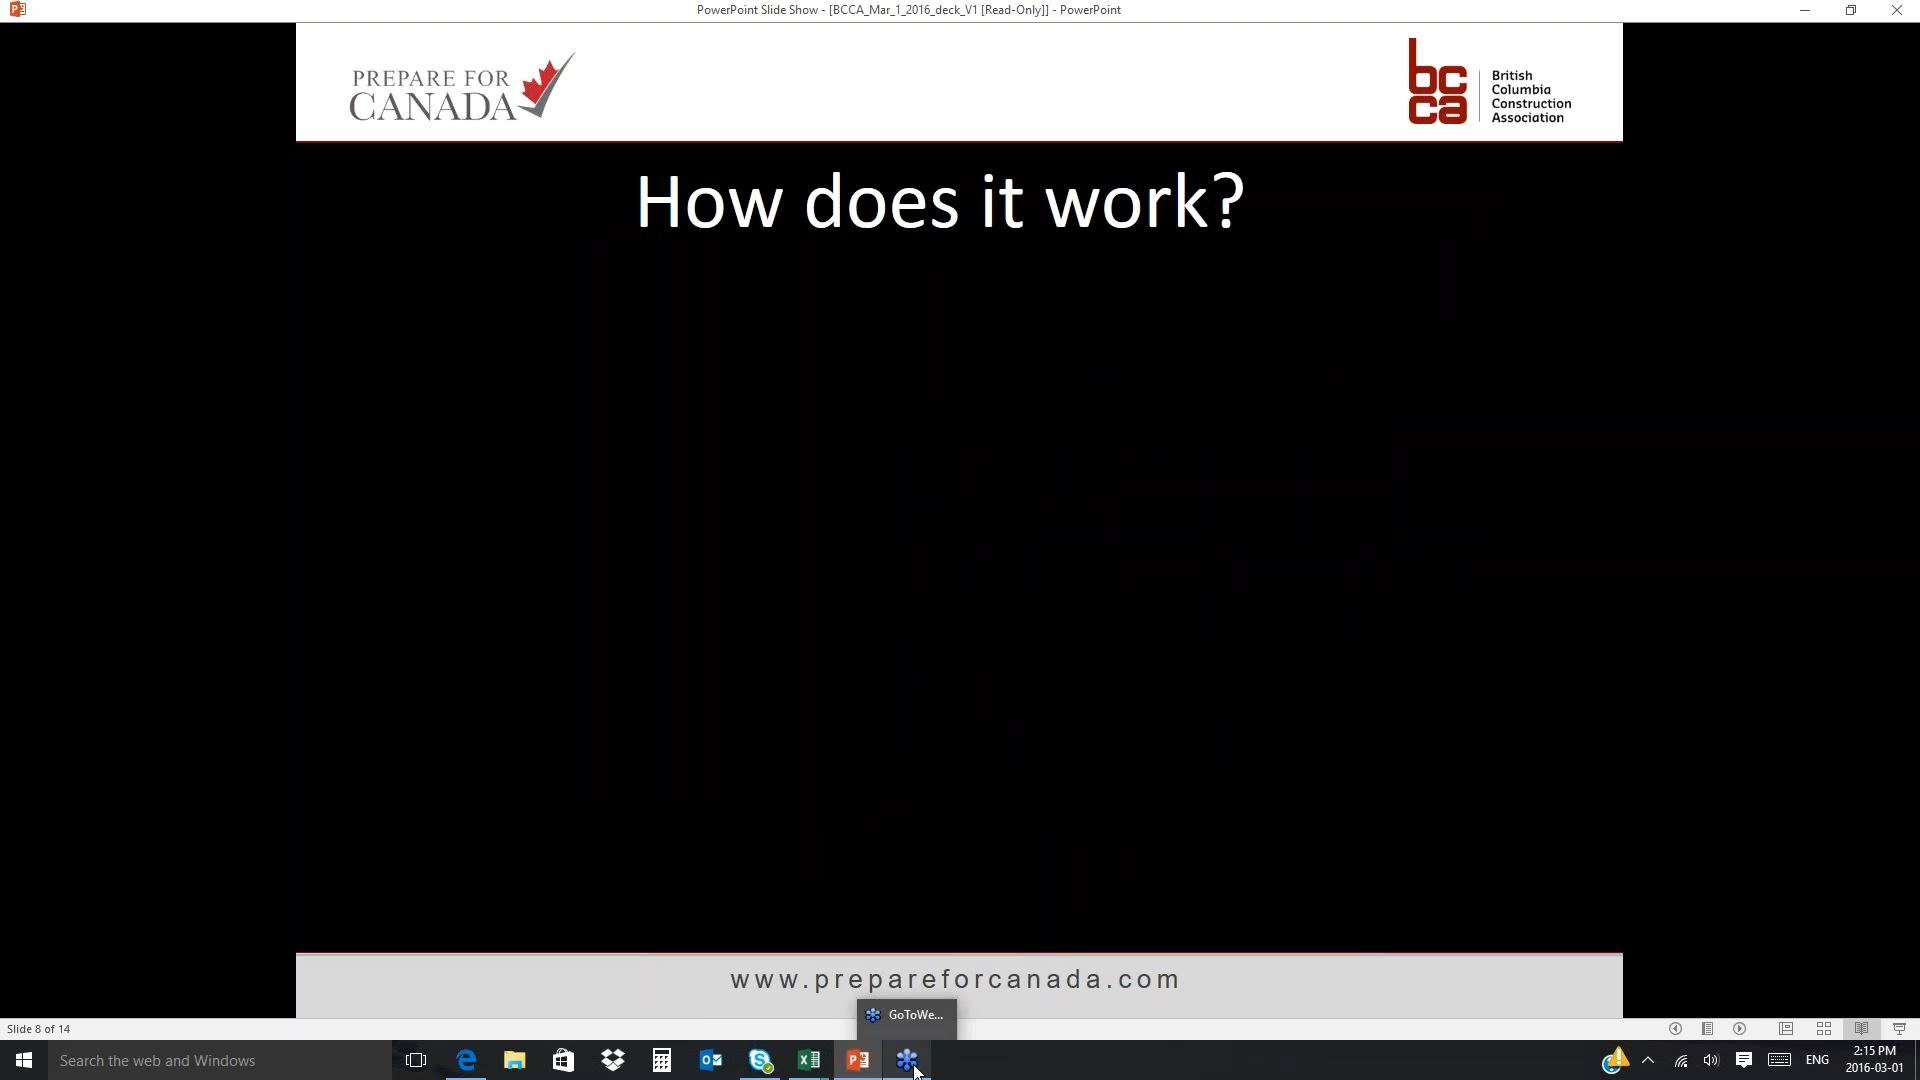 PowerPoint Slide Show - [BCCA_Mar_1_2016_deck_V1 [Read-Only]] - PowerPoint
PREPARE FOR
CANADA
bc
ca
British
Columbia
Construction
Association
How does it work?
www.prepareforcanada.com
GoToWe...
Slide 8 of 14
Search the web and Windows
ENG
2:15 PM
2016-03-01